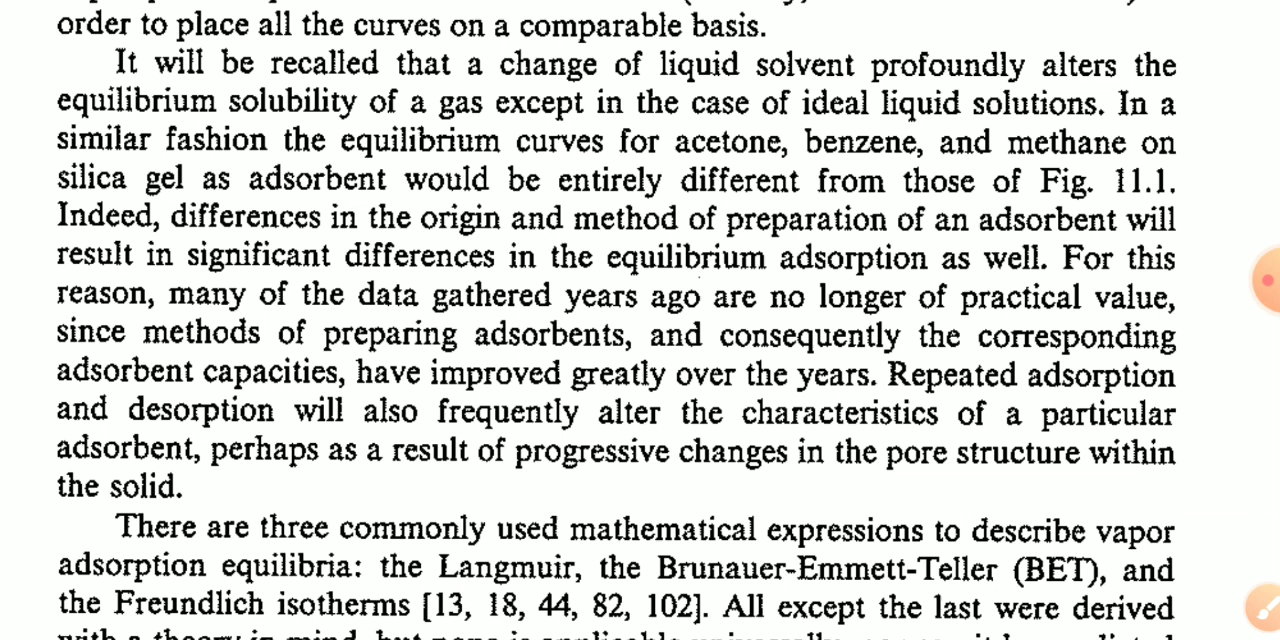 order to place all the curves on a comparable basis.
It will be recalled that a change of liquid solvent profoundly alters the
equilibrium solubility of a gas except in the case of ideal liquid solutions. In a
similar fashion the equilibrium curves for acetone, benzene, and methane on
silica gel as adsorbent would be entirely different from those of Fig. 11.1.
Indeed, differences in the origin and method of preparation of an adsorbent will
result in significant differences in the equilibrium adsorption as well. For this
reason, many of the data gathered years ago are no longer of practical value,
since methods of preparing adsorbents, and consequently the corresponding
adsorbent capacities, have improved greatly over the years. Repeated adsorption
and desorption will also frequently alter the characteristics of a particular
adsorbent, perhaps as a result of progressive changes in the pore structure within
the solid.
There are three commonly used mathematical expressions to describe vapor
adsorption equilibria: the Langmuir, the Brunauer-Emmett-Teller (BET), and
the Freundlich isotherms [13, 18, 44, 82, 102]. All except the last were derived